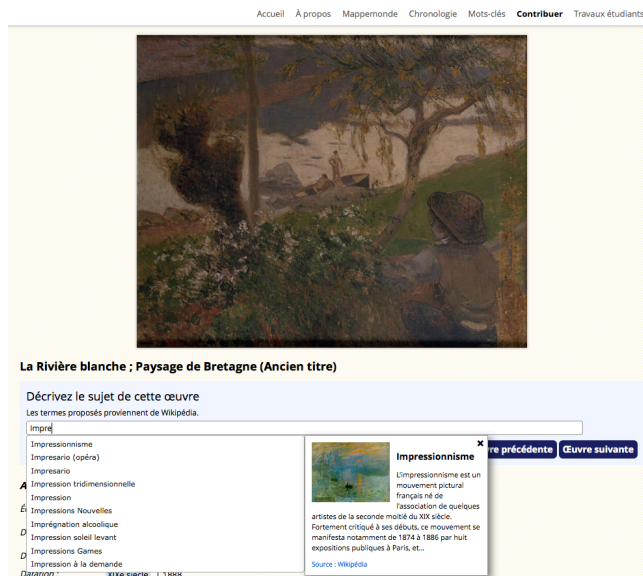 Accueil À propos Mappemonde Chronologie Mots-clés Contribuer Travaux étudiants
La Rivière blanche ; Paysage de Bretagne (Ancien titre)
Décrivez le sujet de cette œuvre
Les termes proposés proviennent de Wikipédia.
Impre
Impressionnisme
Impresario (opéra)
Impresario
Impression tridimensionnelle
Impression
Impressions Nouvelles
Imprégnation alcoolique
Impression soleil levant
Impressions Games
Impression à la demande
Impressionnisme
L'impressionnisme est un
mouvement pictural
français né de
l'association de quelques
artistes de la seconde moitié du XIX siècle.
Fortement critiqué à ses débuts, ce mouvement se
manifesta notamment de 1874 à 1886 par huit
expositions publiques à Paris, et...
Source : Wikipédia
re précédente Œuvre suivante
Datation : XIXe siècle | 1888